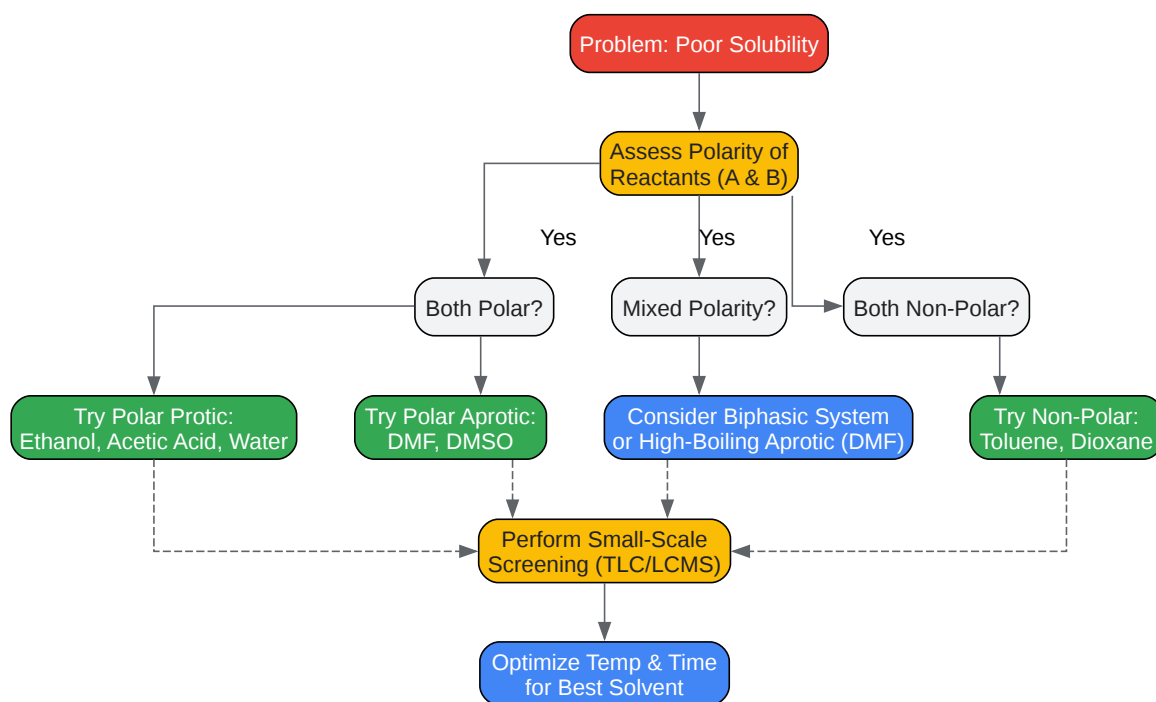 Problem: Poor Solubility
Assess Polarity of
Reactants (A & B)
Yes
Yes
Yes
Both Polar?
Mixed Polarity?
Both Non-Polar?
Try Polar Protic:
Ethanol, Acetic Acid, Water
Try Polar Aprotic:
DMF, DMSO
Consider Biphasic System
or High-Boiling Aprotic (DMF)
Try Non-Polar:
Toluene, Dioxane
Perform Small-Scale
Screening (TLC/LCMS)
Optimize Temp & Time
for Best Solvent